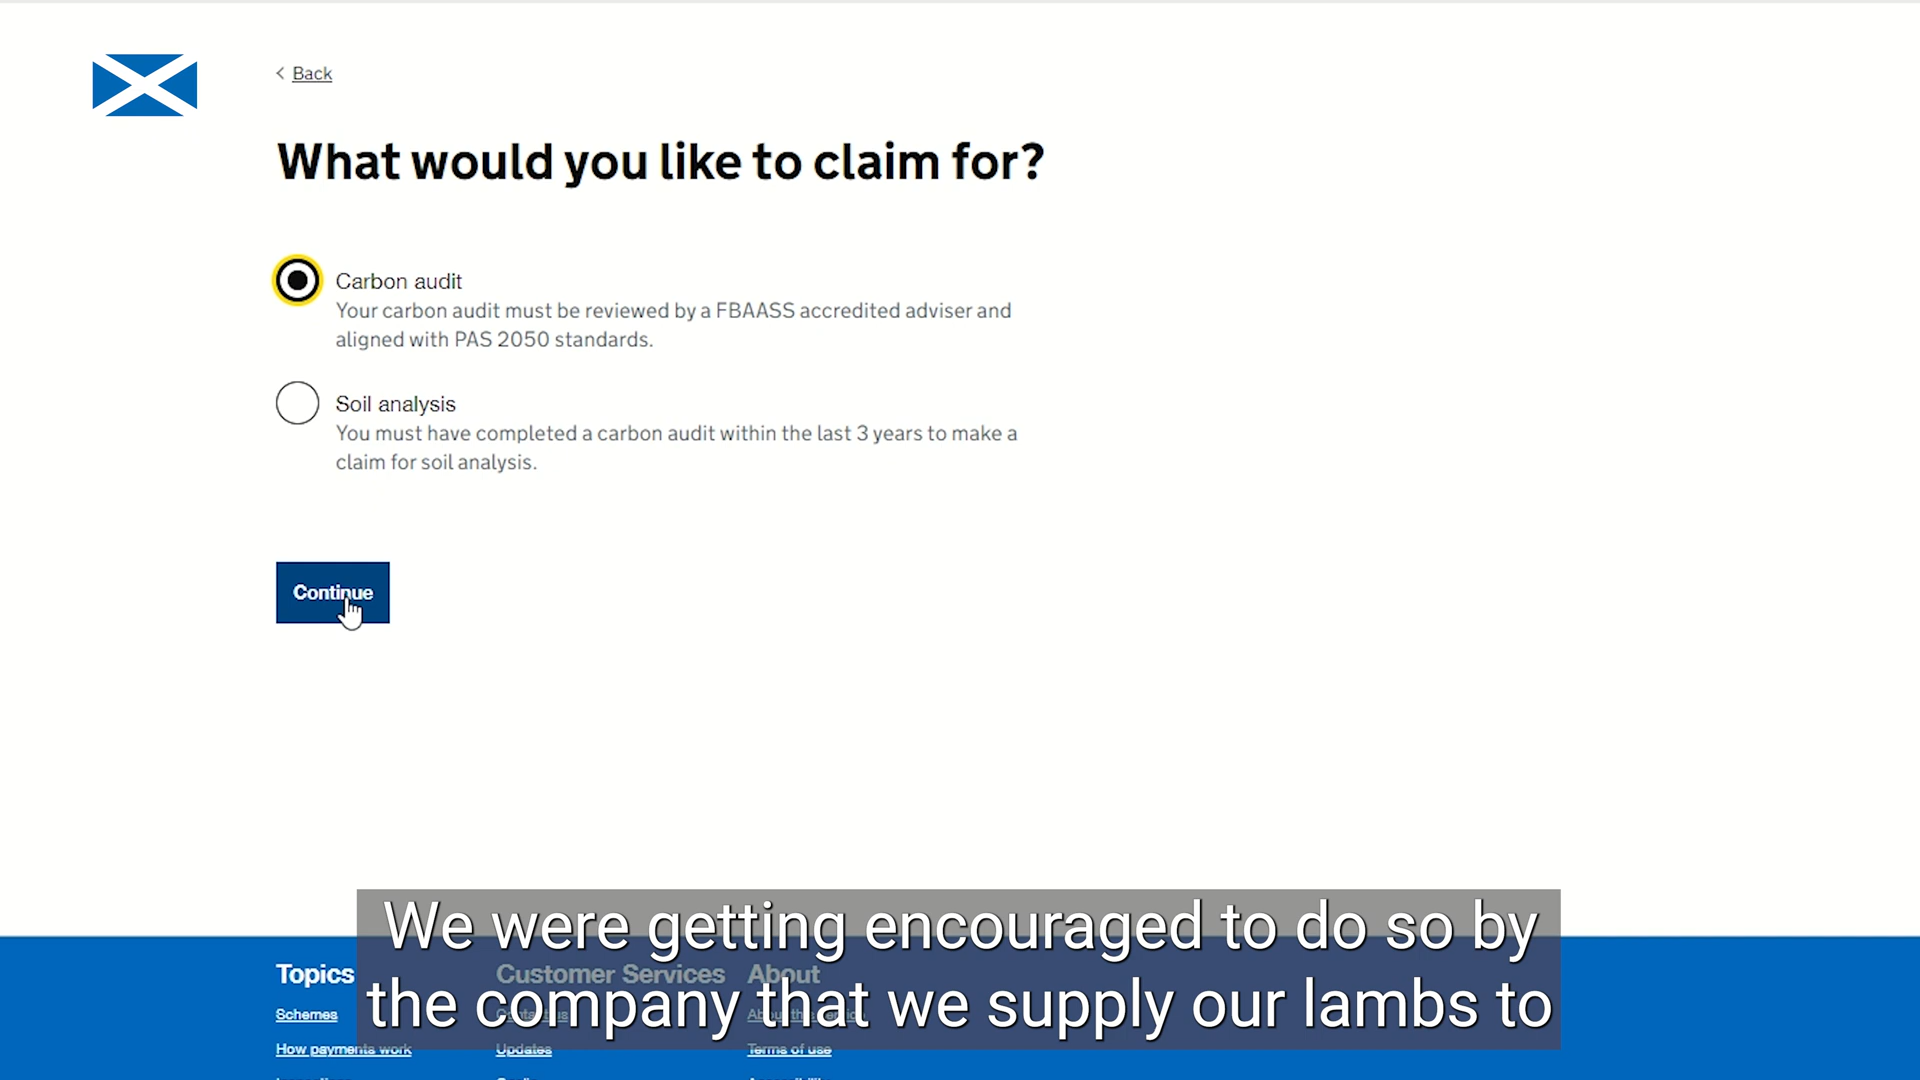 Back
What would you like to claim for?
Carbon audit
Your carbon audit must be reviewed by a FBAASS accredited adviser and
aligned with PAS 2050 standards.
Soil analysis
You must have completed a carbon audit within the last 3 years to make a
claim for soil analysis.
Continue
We were getting encouraged to do so by
the company that we supply our lambs to
Topics
Schemes
How payments work
Customer Services
Contact us
Updates
About
Terms of use